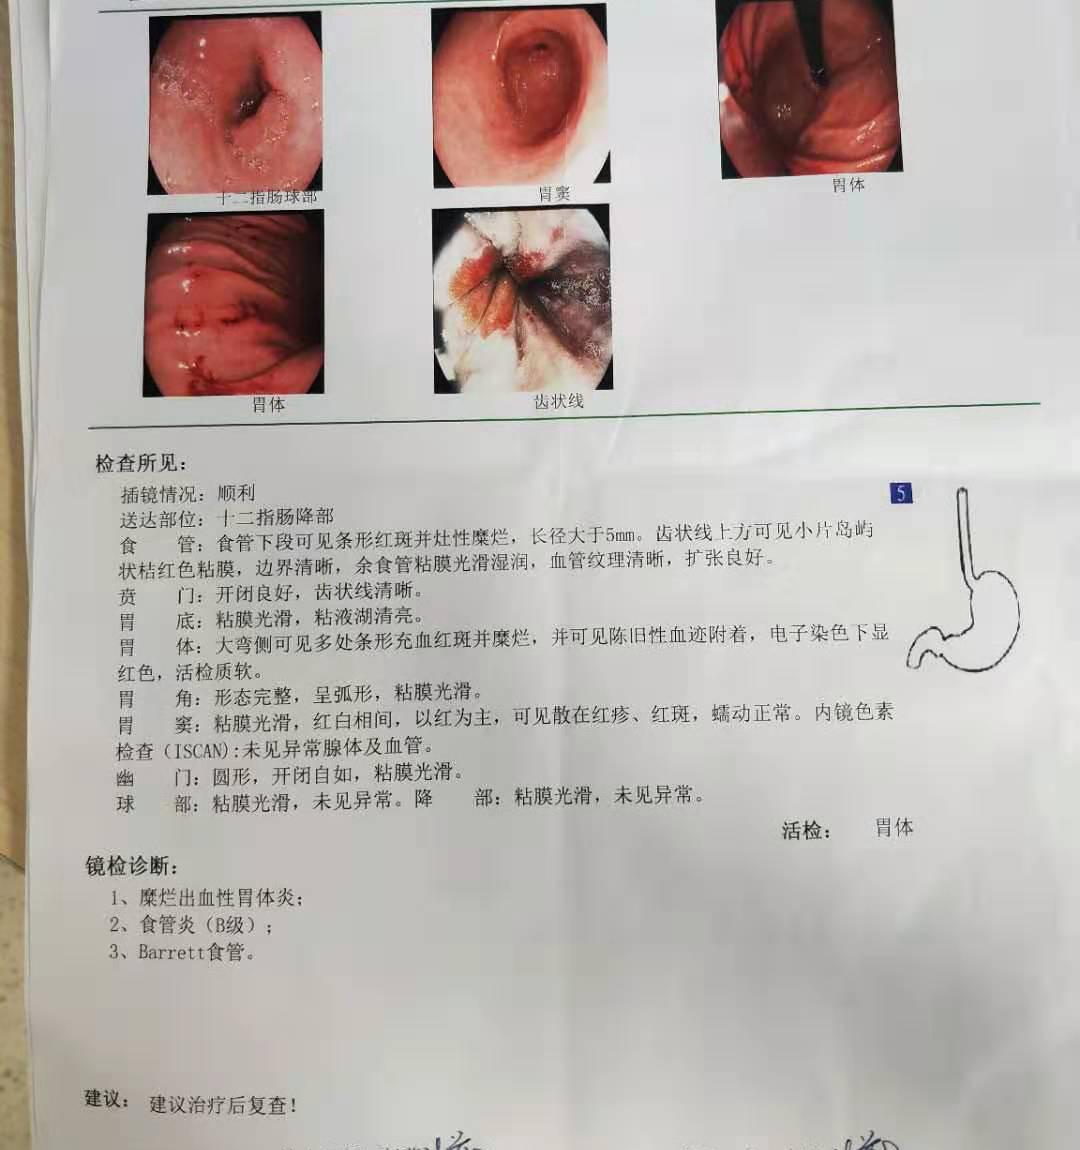 十二指肠球部
胃窦
胃体
胃体
齿状线
检查所见：
插镜情况：顺利
5
送达部位：十二指肠降部
食 管：食管下段可见条形红斑并灶性糜烂，长径大于5mm。齿状线上方可见小片岛屿
状桔红色粘膜，边界清晰，余食管粘膜光滑湿润，血管纹理清晰，扩张良好。
贲 门：开闭良好，齿状线清晰。
胃 底：粘膜光滑，粘液湖清亮。
胃 体：大弯侧可见多处条形充血红斑并糜烂，并可见陈旧性血迹附着，电子染色下显
红色，活检质软。
胃 角：形态完整，呈弧形，粘膜光滑。
胃 窦：粘膜光滑，红白相间，以红为主，可见散在红疹、红斑，蠕动正常。内镜色素
检查（ISCAN):未见异常腺体及血管。
幽 门：圆形，开闭自如，粘膜光滑。
球 部：粘膜光滑，未见异常。降 部：粘膜光滑，未见异常。
活检： 胃体
镜检诊断：
1、糜烂出血性胃体炎；
2、食管炎（B级）；
3、Barrett食管。
建议： 建议治疗后复查！